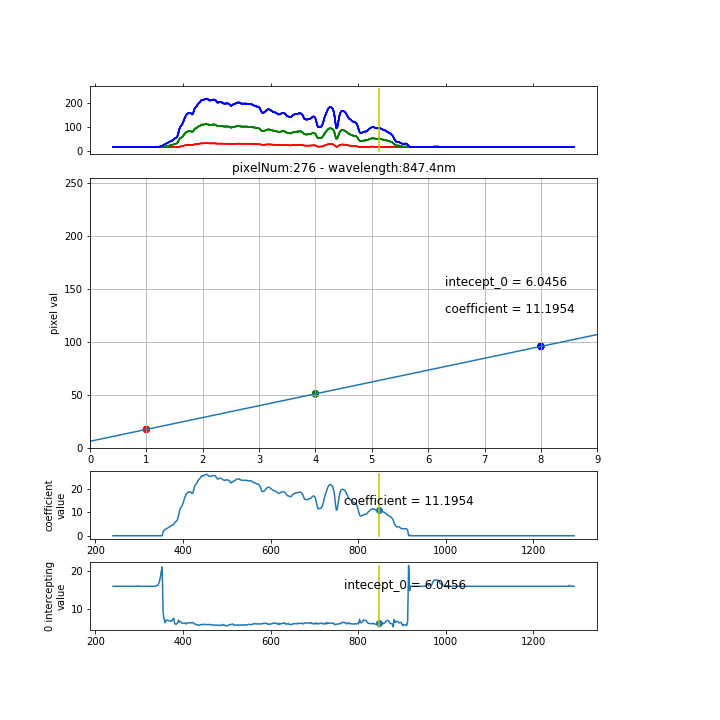 200
100
0
pixelNum:276 - wavelength:847.4nm
250
200
150
100
50
0
pixel val
intecept_0 = 6.0456
coefficient = 11.1954
0 1 2 3 4 5 6 7 8 9
20
10
0
coefficient
value
coefficient = 11.1954
200 400 600 800 1000 1200
20
10
0 intercepting
value
intecept_0 = 6.0456
200 400 600 800 1000 1200